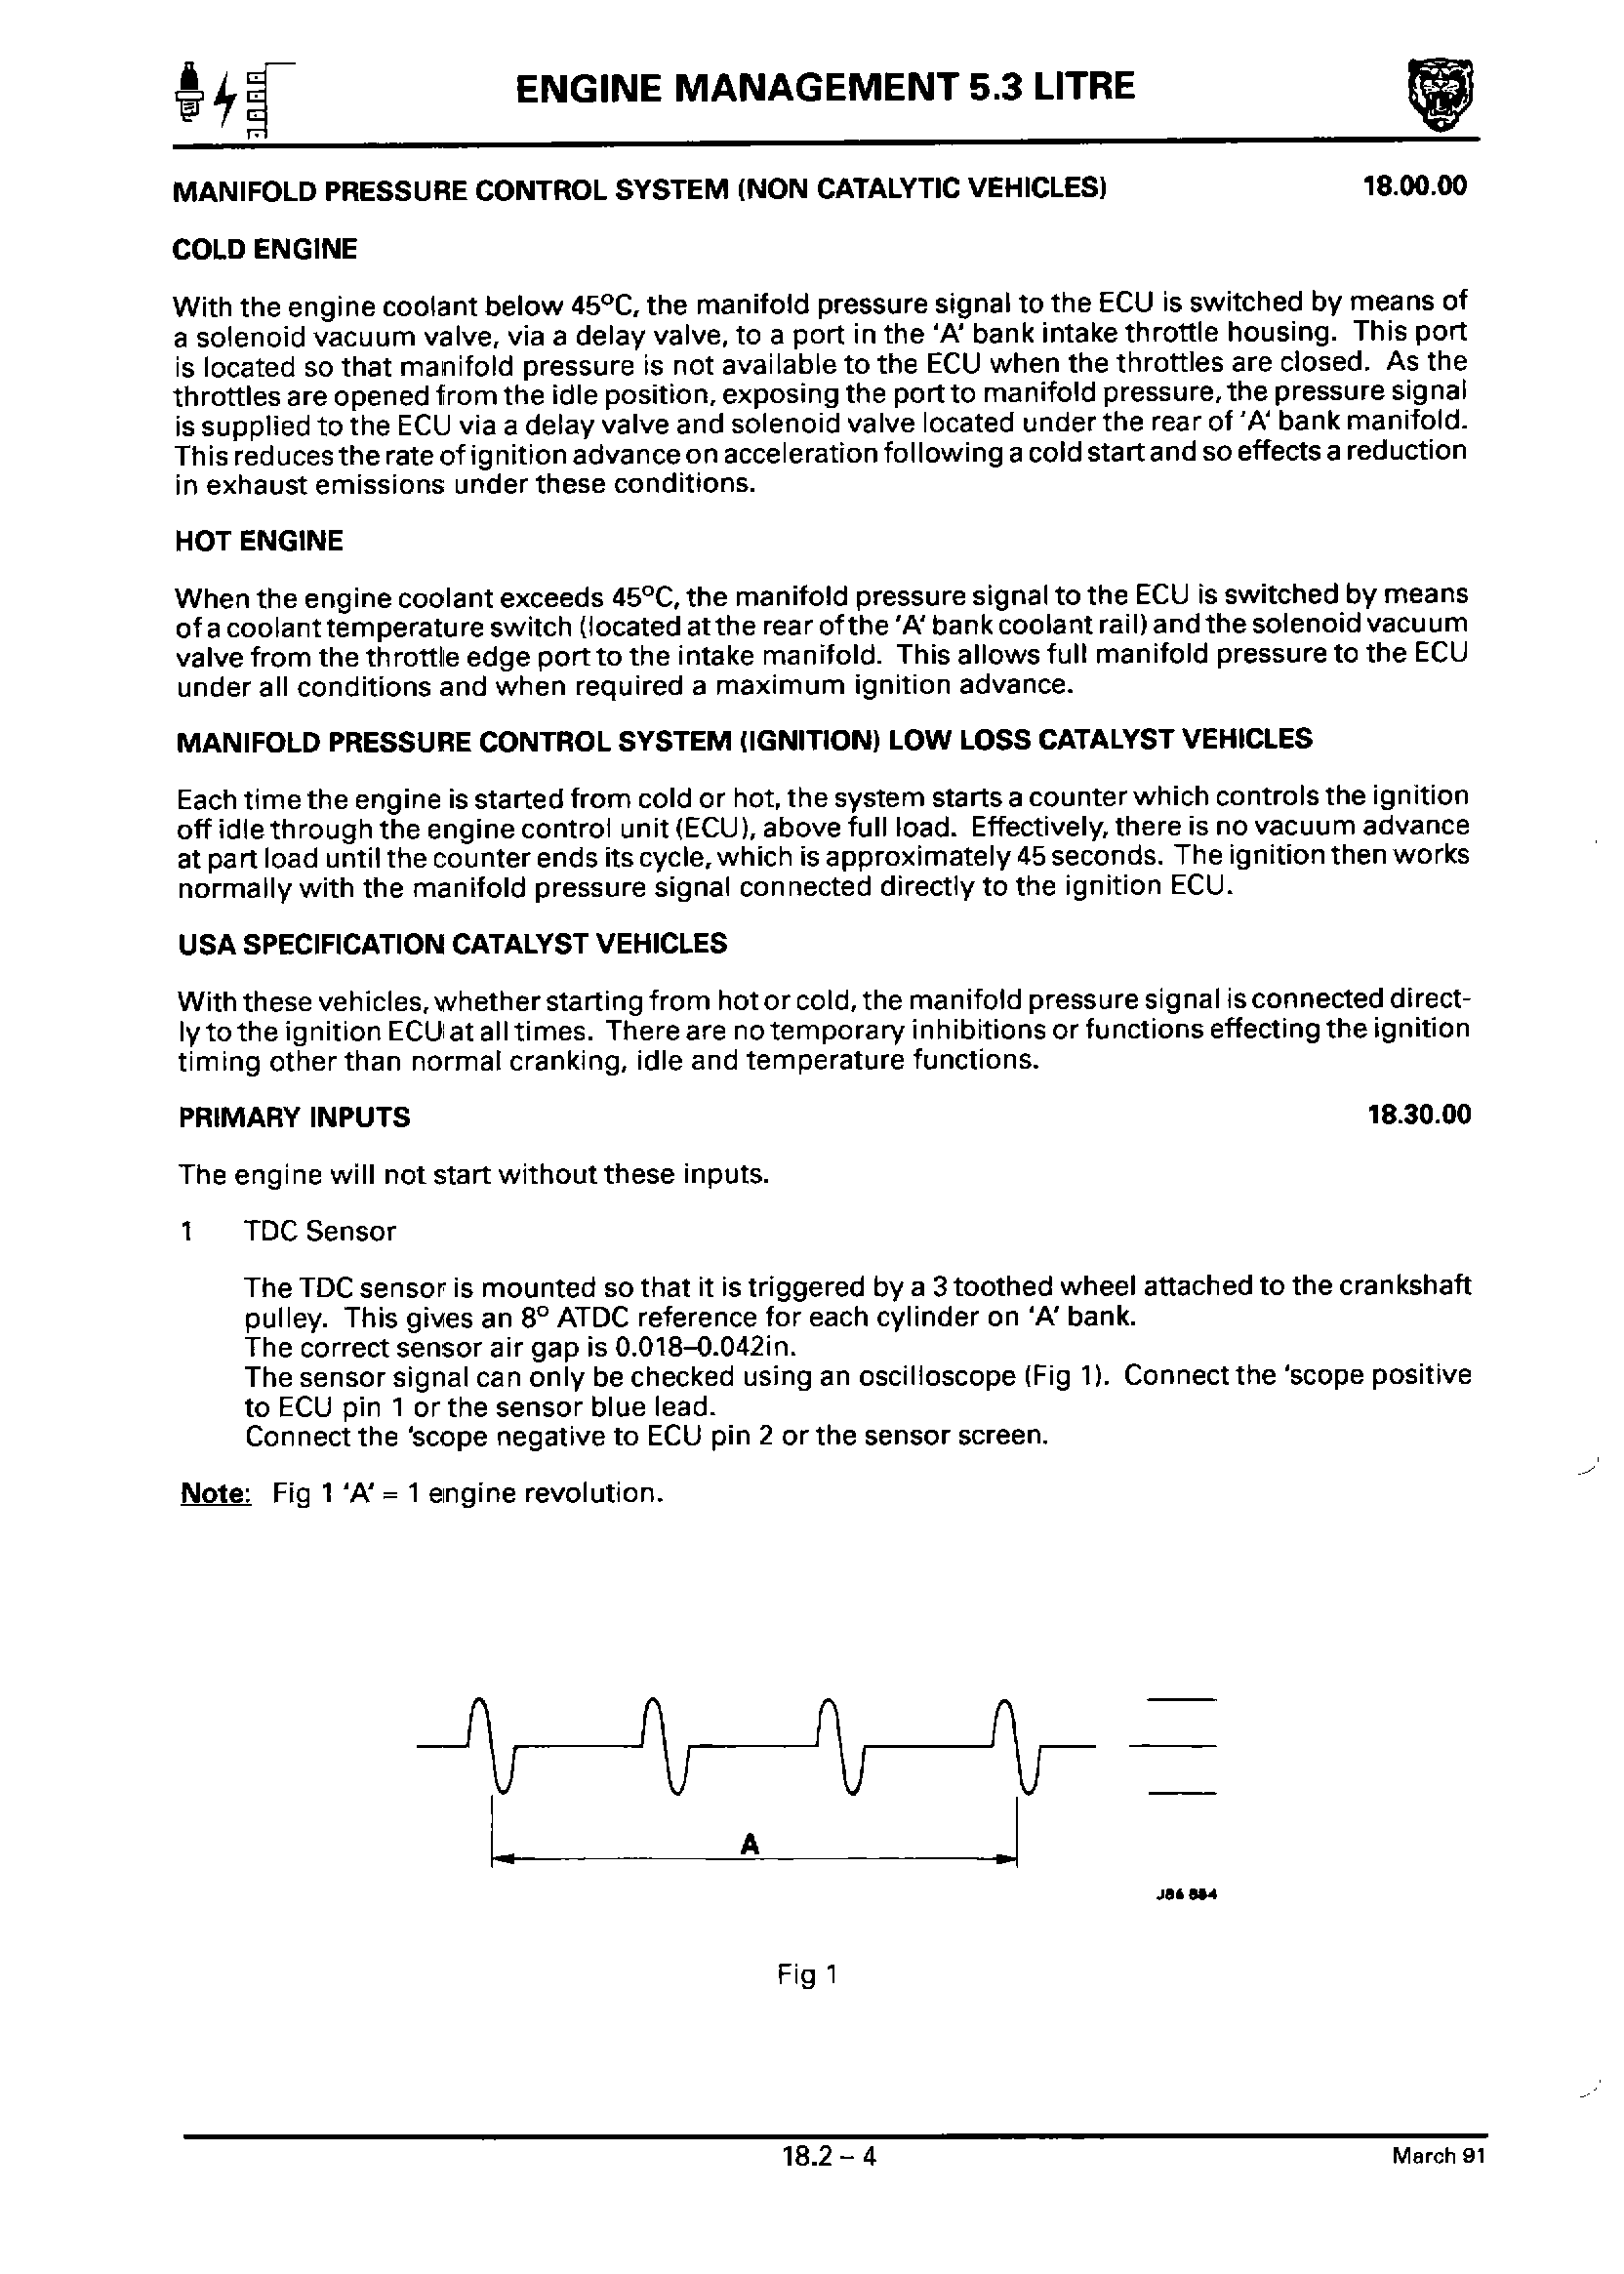 ENGINE MANAGEMENT 5.3 LITRE
MANIFOLD PRESSURE CONTROL SYSTEM (NON CATALYTIC VEHICLES) 18.00.00
COLD ENGINE
With the engine coolant below 45°C, the manifold pressure signal to the ECU is switched by means of
a solenoid vacuum valve, via a delay valve, to a port in the 'A' bank intake throttle housing. This port
is located so that manifold pressure is not available to the ECU when the throttles are closed. As the
throttles are opened from the idle position, exposing the port to manifold pressure, the pressure signal
is supplied to the ECU via a delay valve and solenoid valve located under the rear of 'A' bank manifold.
This reduces the rate of ignition advance on acceleration following a cold start and so effects a reduction
in exhaust emissions under these conditions.
HOT ENGINE
When the engine coolant exceeds 45°C, the manifold pressure signal to the ECU is switched by means
of a coolant temperature switch (located at the rear of the 'A' bank coolant rail) and the solenoid vacuum
valve from the throttle edge port to the intake manifold. This allows full manifold pressure to the ECU
under all conditions and when required a maximum ignition advance.
MANIFOLD PRESSURE CONTROL SYSTEM (IGNITION) LOW LOSS CATALYST VEHICLES
Each time the engine is started from cold or hot, the system starts a counter which controls the ignition
off idle through the engine control unit (ECU), above full load. Effectively, there is no vacuum advance
at part load until the counter ends its cycle, which is approximately 45 seconds. The ignition then works
normally with the manifold pressure signal connected directly to the ignition ECU.
USA SPECIFICATION CATALYST VEHICLES
With these vehicles, whether starting from hot or cold, the manifold pressure signal is connected direct-
ly to the ignition ECU at all times. There are no temporary inhibitions or functions effecting the ignition
timing other than normal cranking, idle and temperature functions.
PRIMARY INPUTS 18.30.00
The engine will not start without these inputs.
1 TDC Sensor
The TDC sensor is mounted so that it is triggered by a 3 toothed wheel attached to the crankshaft
pulley. This gives an 8° ATDC reference for each cylinder on 'A' bank.
The correct sensor air gap is 0.018–0.042in.
The sensor signal can only be checked using an oscilloscope (Fig 1). Connect the 'scope positive
to ECU pin 1 or the sensor blue lead.
Connect the 'scope negative to ECU pin 2 or the sensor screen.
Note: Fig 1 'A' = 1 engine revolution.
A
J86 884
Fig 1
18.2 – 4
March 91